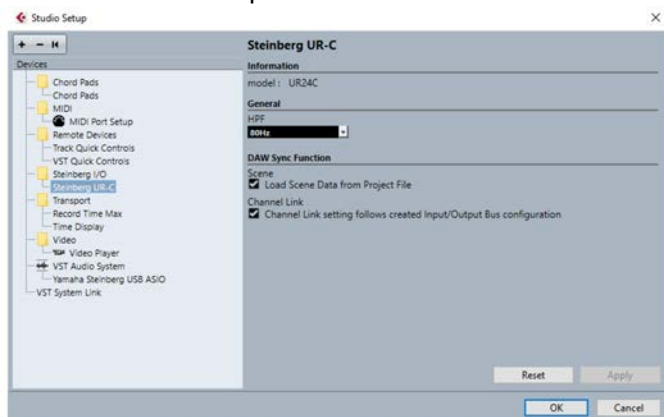 Studio Setup
Devices
Chord Pads
Chord Pads
MIDI
MIDI Port Setup
Remote Devices
Track Quick Controls
VST Quick Controls
Steinberg I/O
Steinberg UR-C
Transport
Record Time Max
Time Display
Video
Video Player
VST Audio System
Yamaha Steinberg USB ASIO
VST System Link
Steinberg UR-C
Information
model : UR24C
General
HPF
80Hz
DAW Sync Function
Scene
Load Scene Data from Project File
Channel Link
Channel Link setting follows created Input/Output Bus configuration
Reset Apply
OK Cancel